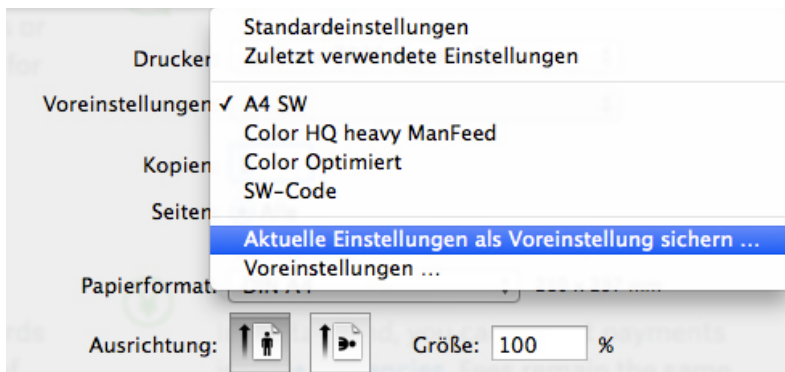 Standardeinstellungen
Drucker
Zuletzt verwendete Einstellungen
Voreinstellungen ✓ A4 SW
Color HQ heavy ManFeed
Kopien
Color Optimiert
SW-Code
Seiten
Aktuelle Einstellungen als Voreinstellung sichern ...
Voreinstellungen ...
Papierformat:
Ausrichtung: Größe: 100 %